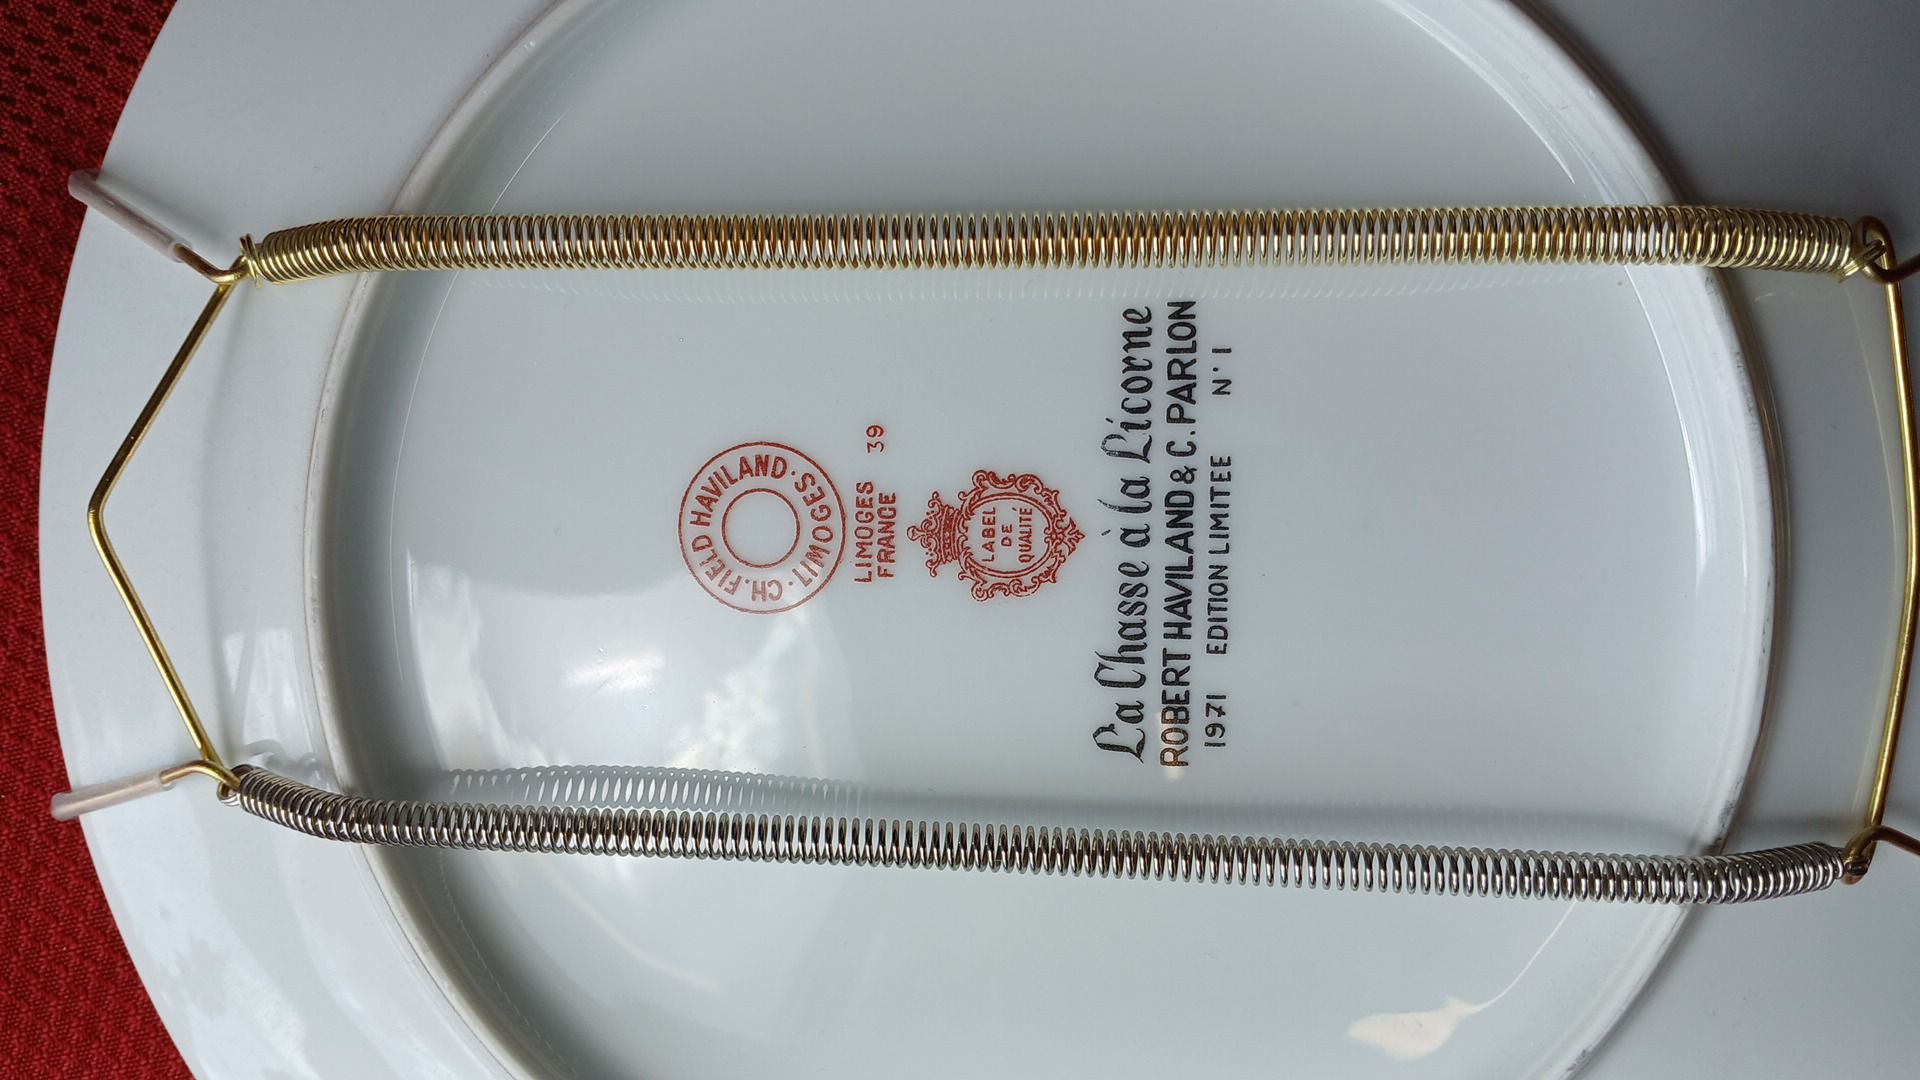 CH. FIELD HAVILAND · LIMOGES ·
LIMOGES 39
FRANCE
LABEL
DE
QUALITÉ
La Chasse à la Licorne
ROBERT HAVILAND & C. PARLON
1971 EDITION LIMITEE N° 1